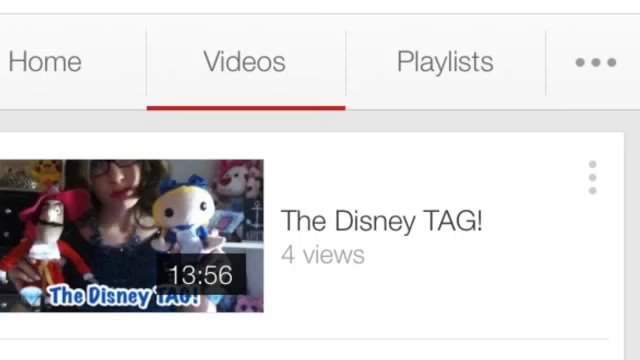 Home
Videos
Playlists
The Disney TAG!
4 views
13:56
The Disney TAG!